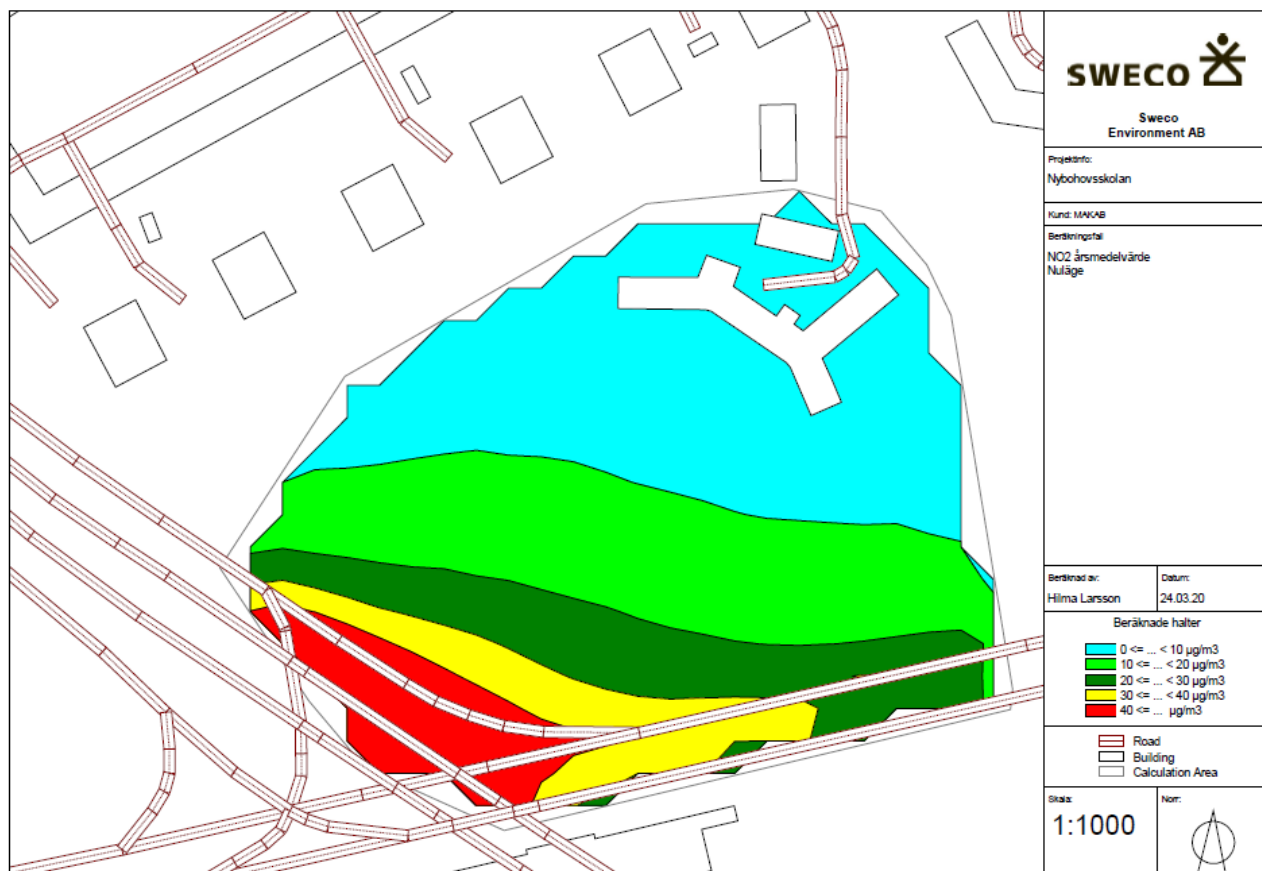 SWECO
Sweco
Environment AB
Projektinfo:
Nybohovsskolan
Kund: MAKAB
Beräkningsfall
NO2 årsmedelvärde
Nuläge
Beräknad av:
Hilma Larsson
Datum:
24.03.20
Beräknade halter
0 <= ... < 10 µg/m3
10 <= ... < 20 µg/m3
20 <= ... < 30 µg/m3
30 <= ... < 40 µg/m3
40 <= ... µg/m3
Road
Building
Calculation Area
Skala:
1:1000
Norr: